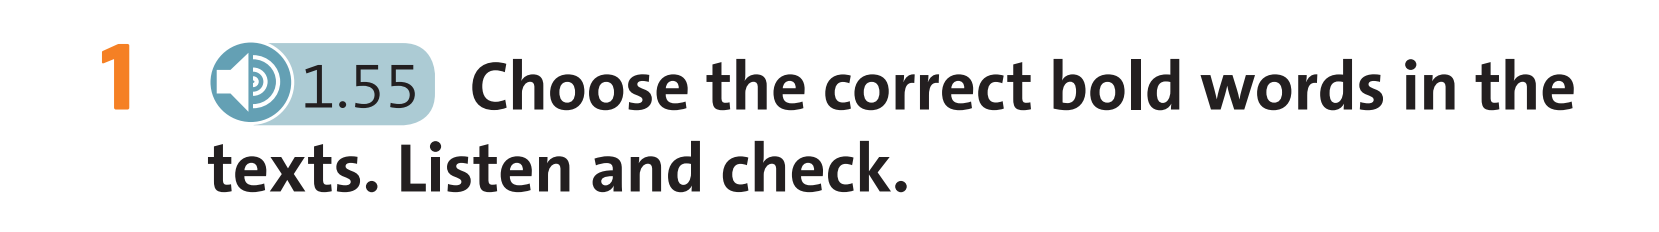 1 1.55 Choose the correct bold words in the
texts. Listen and check.